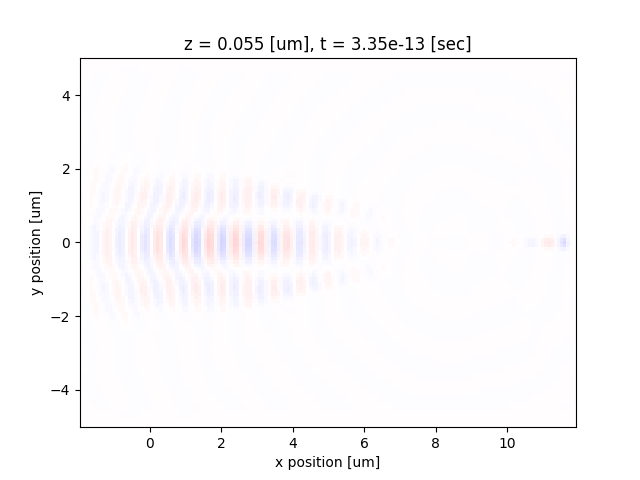 z = 0.055 [um], t = 3.35e-13 [sec]
4
2
0
−2
−4
y position [um]
0 2 4 6 8 10
x position [um]